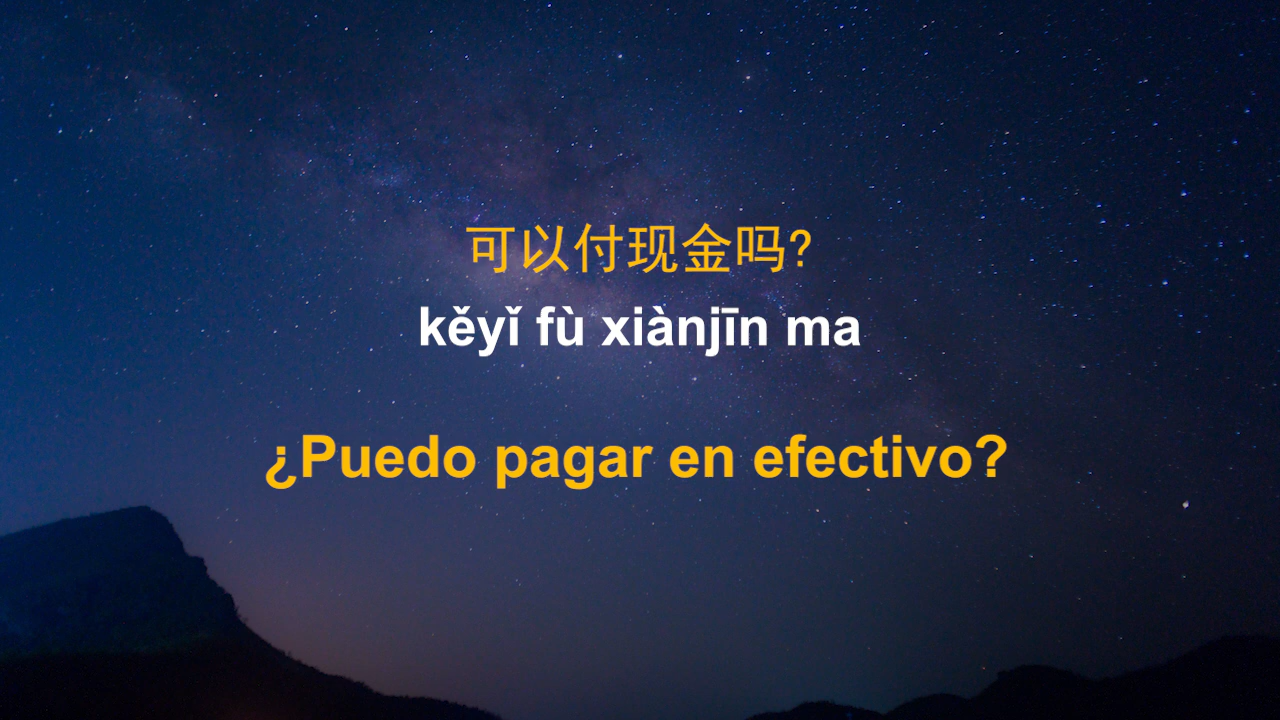 可以付现金吗?
kěyǐ fù xiànjīn ma
¿Puedo pagar en efectivo?